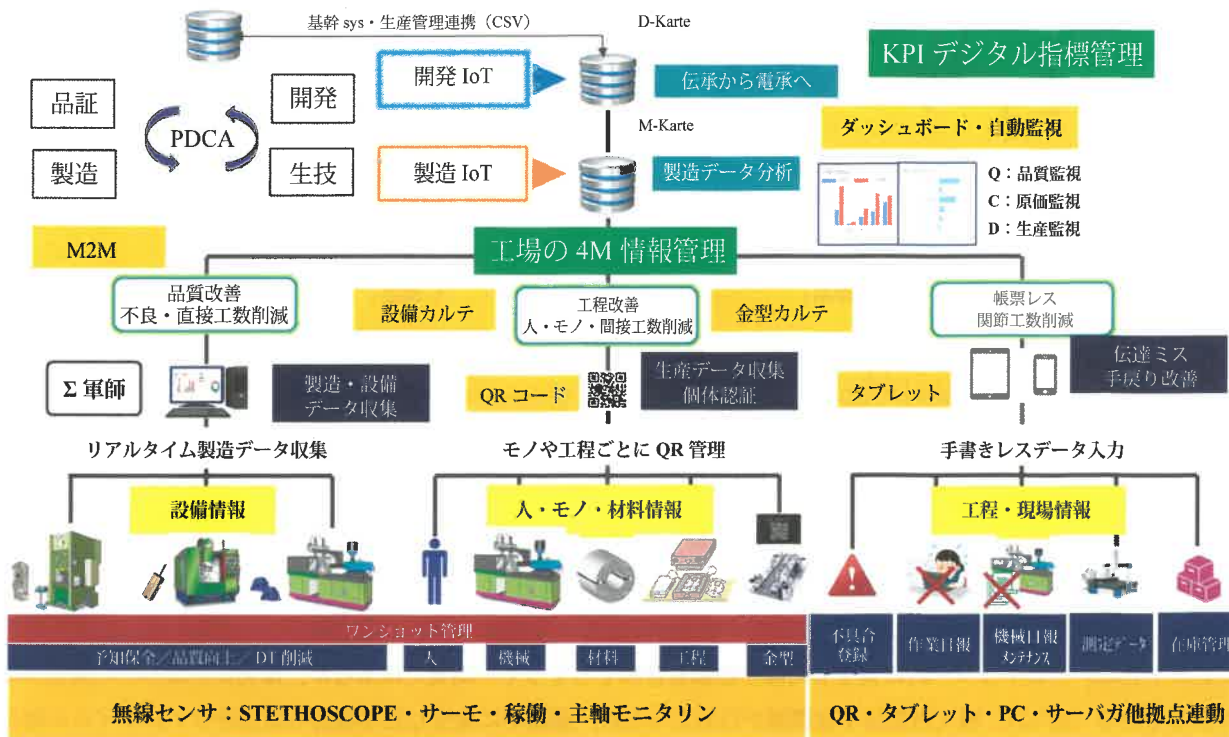 基幹 sys・生産管理連携（CSV）
D-Karte
KPI デジタル指標管理
品証
開発
製造
生技
PDCA
開発 IoT
伝承から電承へ
M-Karte
製造 IoT
製造データ分析
ダッシュボード・自動監視
Q：品質監視
C：原価監視
D：生産監視
M2M
工場の 4M 情報管理
品質改善
不良・直接工数削減
設備カルテ
工程改善
人・モノ・間接工数削減
金型カルテ
帳票レス
関節工数削減
Σ 軍師
製造・設備
データ収集
QR コード
生産データ収集
個体認証
タブレット
伝達ミス
手戻り改善
リアルタイム製造データ収集
モノや工程ごとに QR 管理
手書きレスデータ入力
設備情報
人・モノ・材料情報
工程・現場情報
ワンショット管理
予知保全／品質向上／ DT 削減
人
機械
材料
工程
金型
不具合
登録
作業日報
機械日報
メンテナンス
測定データ
在庫管理
無線センサ：STETHOSCOPE・サーモ・稼働・主軸モニタリン
QR・タブレット・PC・サーバガ他拠点連動